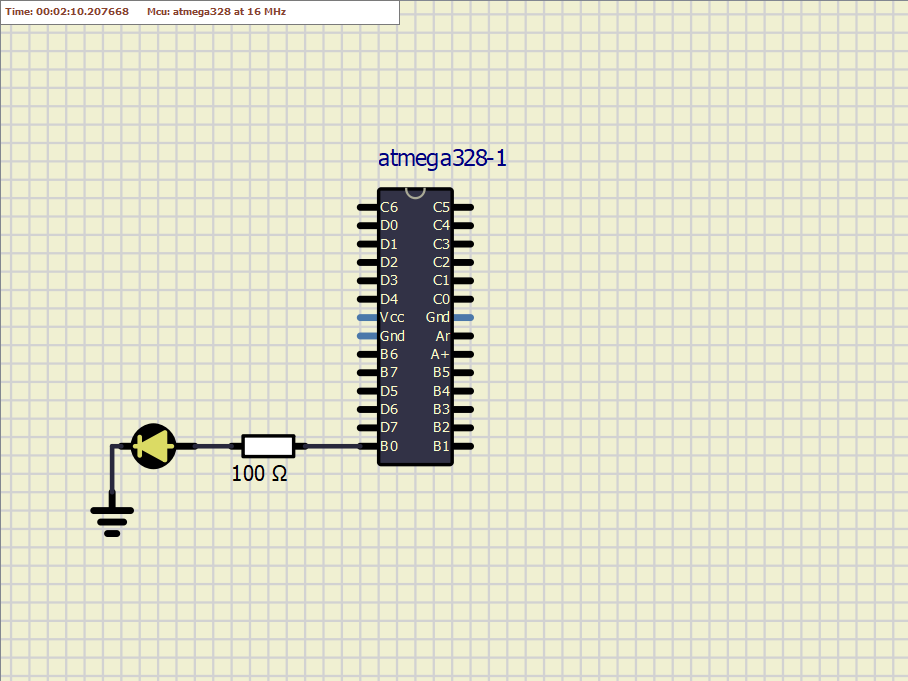 Time: 00:02:10.207668 Mcu: atmega328 at 16 MHz
atmega328-1
C6 C5
D0 C4
D1 C3
D2 C2
D3 C1
D4 C0
Vcc Gnd
Gnd Ar
B6 A+
B7 B5
D5 B4
D6 B3
D7 B2
B0 B1
100 Ω